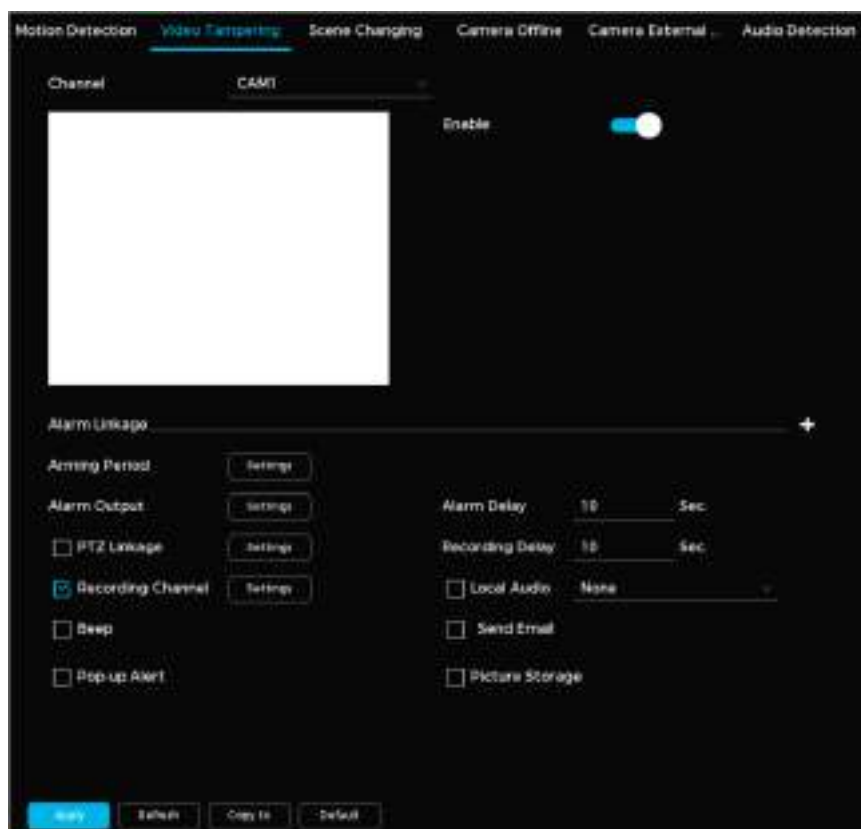 Motion Detection Video Tampering Scene Changing Camera Offline Camera External ... Audio Detection
Channel CAM1
Enable
Alarm Linkage +
Arming Period Settings
Alarm Output Settings Alarm Delay 10 Sec
PTZ Linkage Settings Recording Delay 10 Sec
Recording Channel Settings Local Audio None
Beep Send Email
Pop-up Alert Picture Storage
Apply Refresh Copy to Default